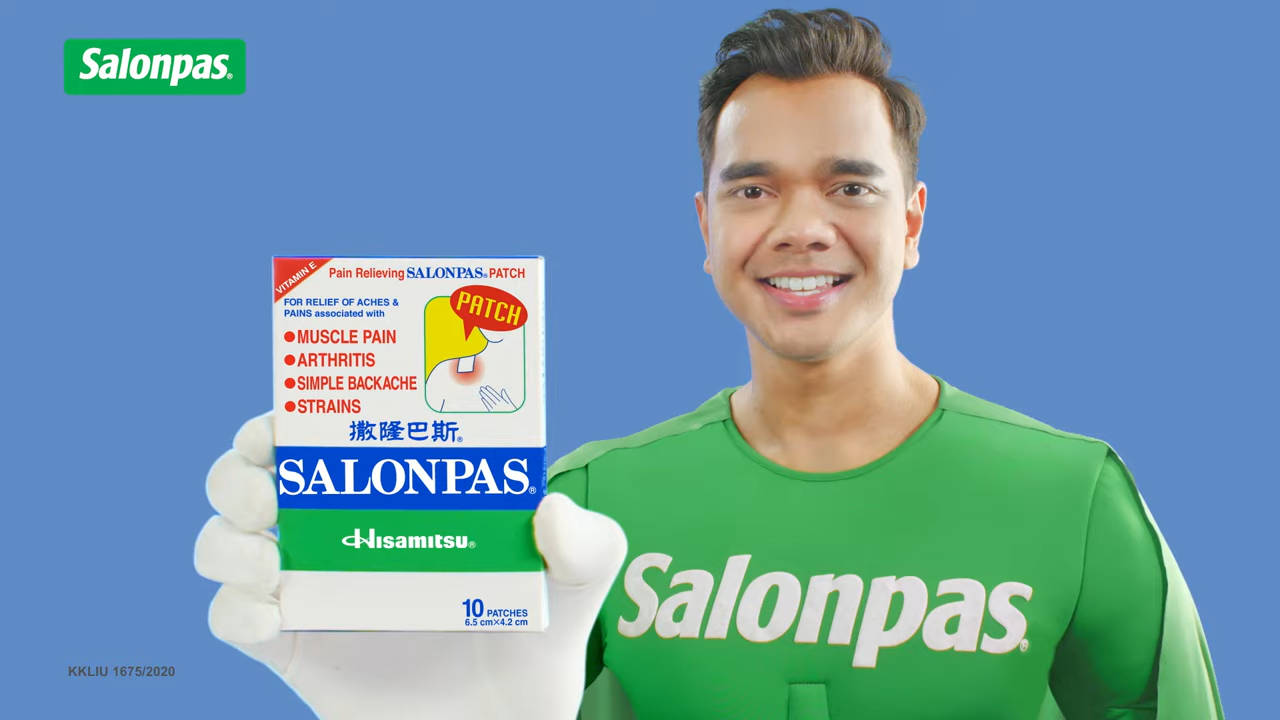 Salonpas®
VITAMIN E
Pain Relieving SALONPAS® PATCH
FOR RELIEF OF ACHES &
PAINS associated with
●MUSCLE PAIN
●ARTHRITIS
●SIMPLE BACKACHE
●STRAINS
PATCH
撒隆巴斯®
SALONPAS®
Hisamitsu®
10 PATCHES
6.5 cm×4.2 cm
Salonpas®
KKLIU 1675/2020